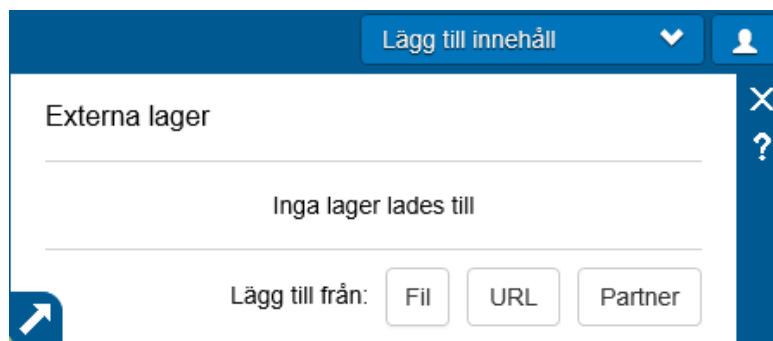 Lägg till innehåll
Externa lager
?
Inga lager lades till
Lägg till från: Fil URL Partner